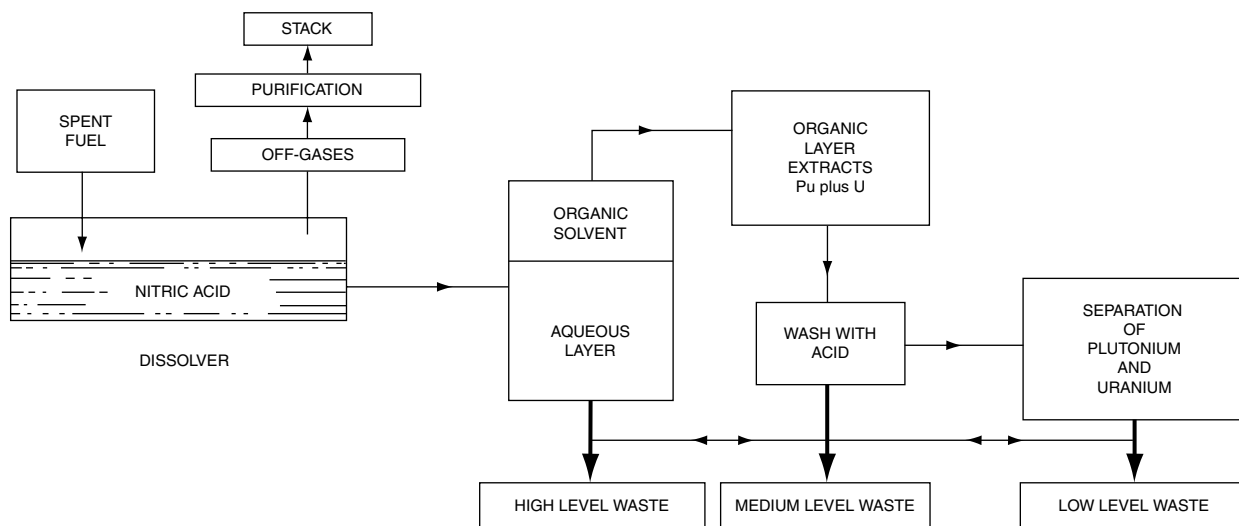 STACK
PURIFICATION
OFF-GASES
SPENT
FUEL
NITRIC ACID
DISSOLVER
ORGANIC
SOLVENT
AQUEOUS
LAYER
ORGANIC
LAYER
EXTRACTS
Pu plus U
WASH WITH
ACID
SEPARATION
OF
PLUTONIUM
AND
URANIUM
HIGH LEVEL WASTE
MEDIUM LEVEL WASTE
LOW LEVEL WASTE